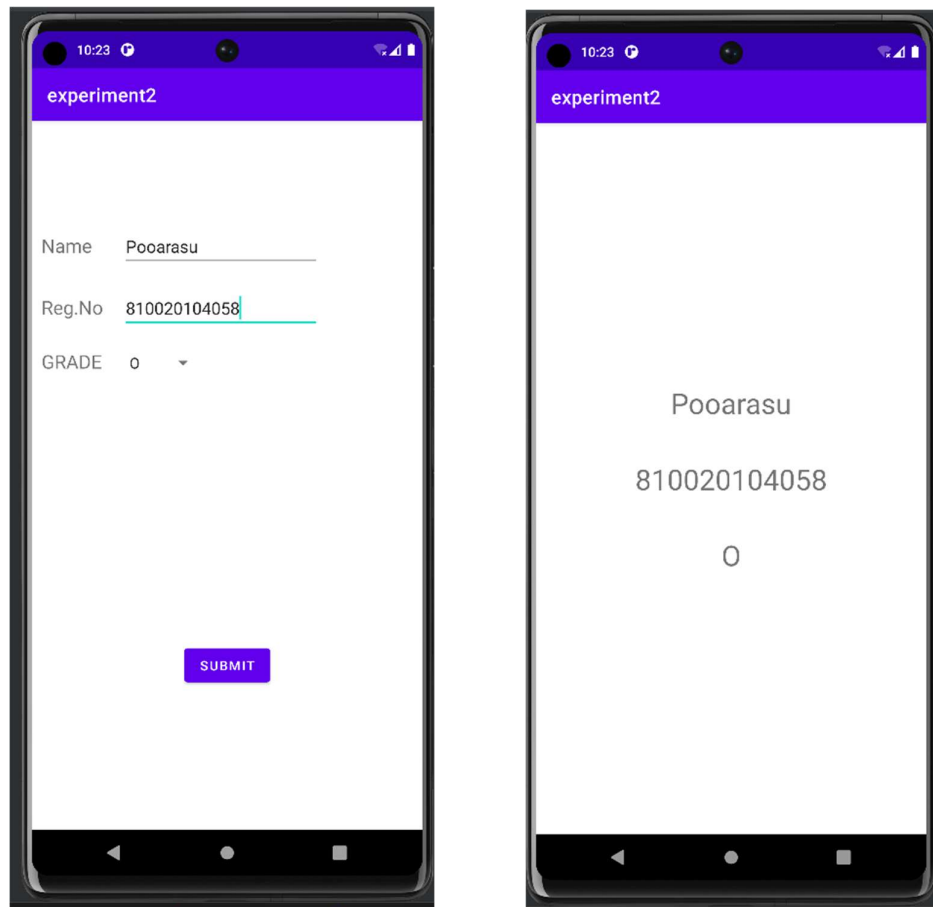 10:23
experiment2
Name Pooarasu
Reg.No 810020104058
GRADE O
SUBMIT
10:23
experiment2
Pooarasu
810020104058
O